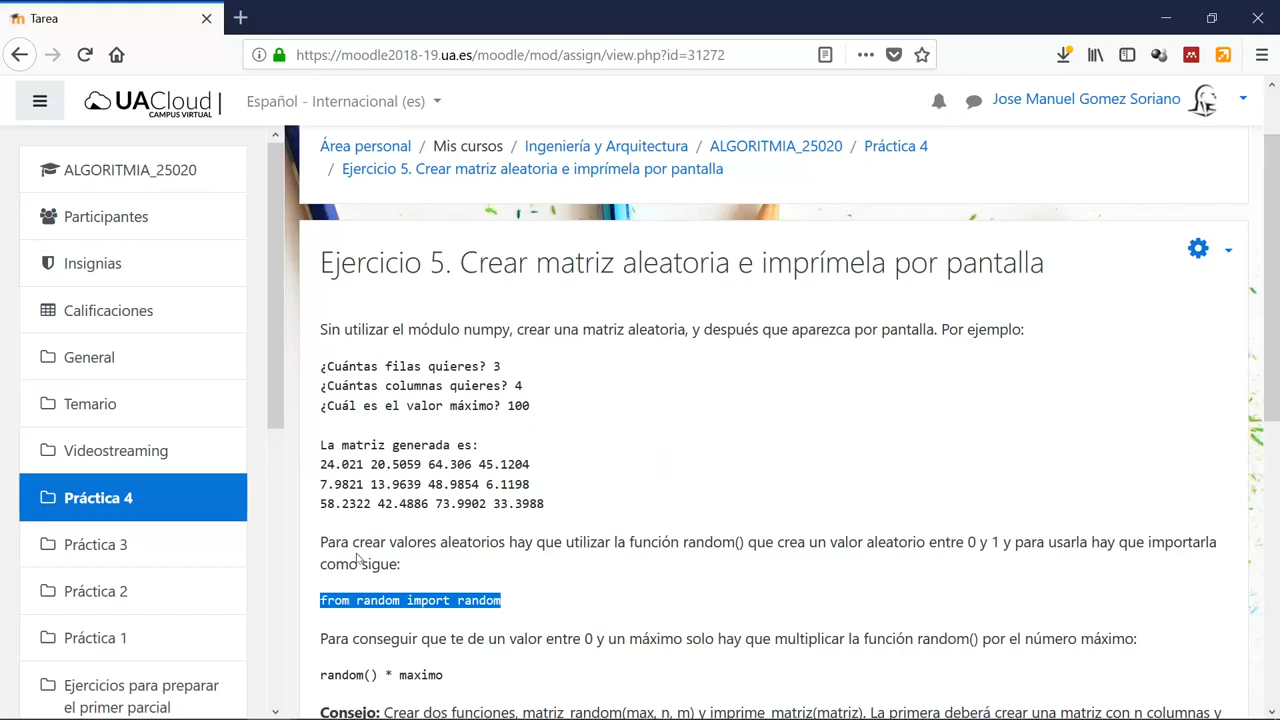 Tarea
https://moodle2018-19.ua.es/moodle/mod/assign/view.php?id=31272
UACloud
CAMPUS VIRTUAL
Español - Internacional (es)
Jose Manuel Gomez Soriano
ALGORITMIA_25020
Participantes
Insignias
Calificaciones
General
Temario
Videostreaming
Práctica 4
Práctica 3
Práctica 2
Práctica 1
Ejercicios para preparar
el primer parcial
Área personal / Mis cursos / Ingeniería y Arquitectura / ALGORITMIA_25020 / Práctica 4
/ Ejercicio 5. Crear matriz aleatoria e imprímela por pantalla
Ejercicio 5. Crear matriz aleatoria e imprímela por pantalla
Sin utilizar el módulo numpy, crear una matriz aleatoria, y después que aparezca por pantalla. Por ejemplo:
¿Cuántas filas quieres? 3
¿Cuántas columnas quieres? 4
¿Cuál es el valor máximo? 100
La matriz generada es:
24.021 20.5059 64.306 45.1204
7.9821 13.9639 48.9854 6.1198
58.2322 42.4886 73.9902 33.3988
Para crear valores aleatorios hay que utilizar la función random() que crea un valor aleatorio entre 0 y 1 y para usarla hay que importarla
como sigue:
from random import random
Para conseguir que te de un valor entre 0 y un máximo solo hay que multiplicar la función random() por el número máximo:
random() * maximo
Consejo: Crear dos funciones, matriz_random(max, n, m) y imprime_matriz(matriz). La primera deberá crear una matriz con n columnas y